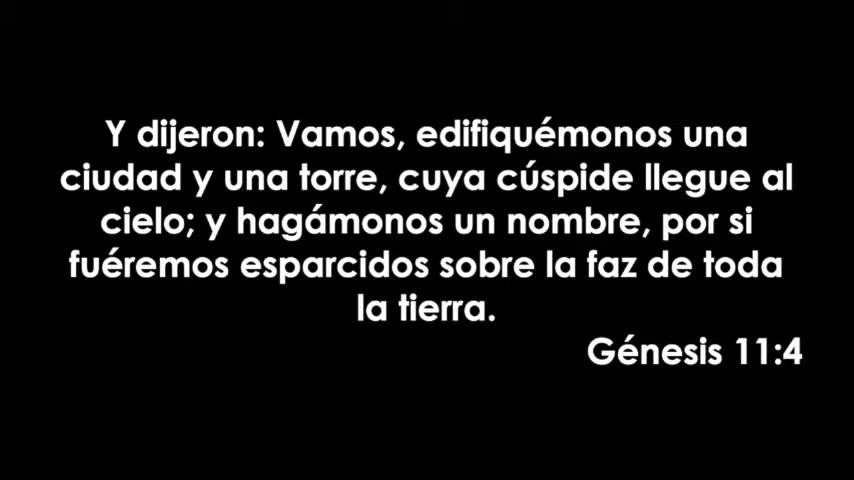 Y dijeron: Vamos, edifiquémonos una
ciudad y una torre, cuya cúspide llegue al
cielo; y hagámonos un nombre, por si
fuéremos esparcidos sobre la faz de toda
la tierra.
Génesis 11:4